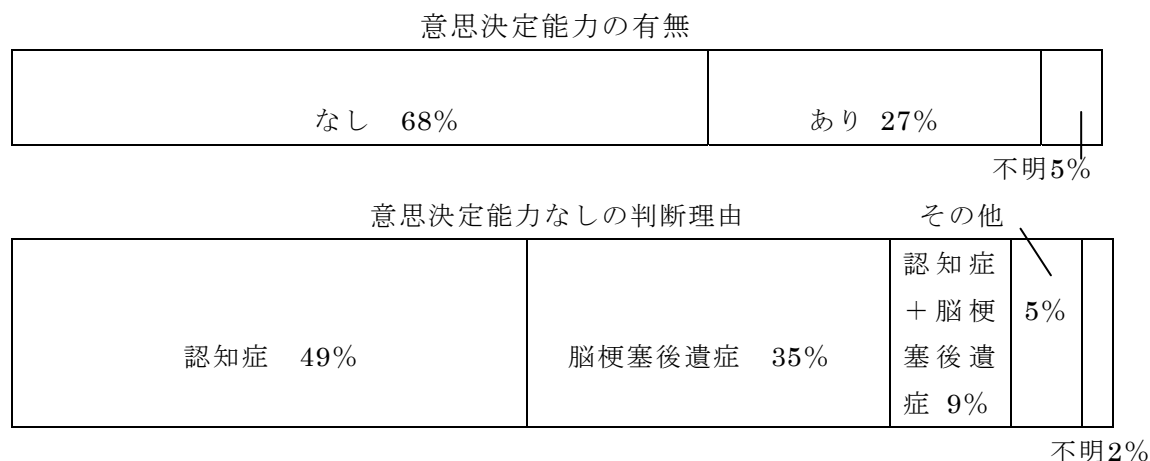 意思決定能力の有無
なし 68%
あり 27%
不明5%
意思決定能力なしの判断理由
その他
認知症 49%
脳梗塞後遺症 35%
認知症
＋脳梗
塞後遺
症 9%
5%
不明2%